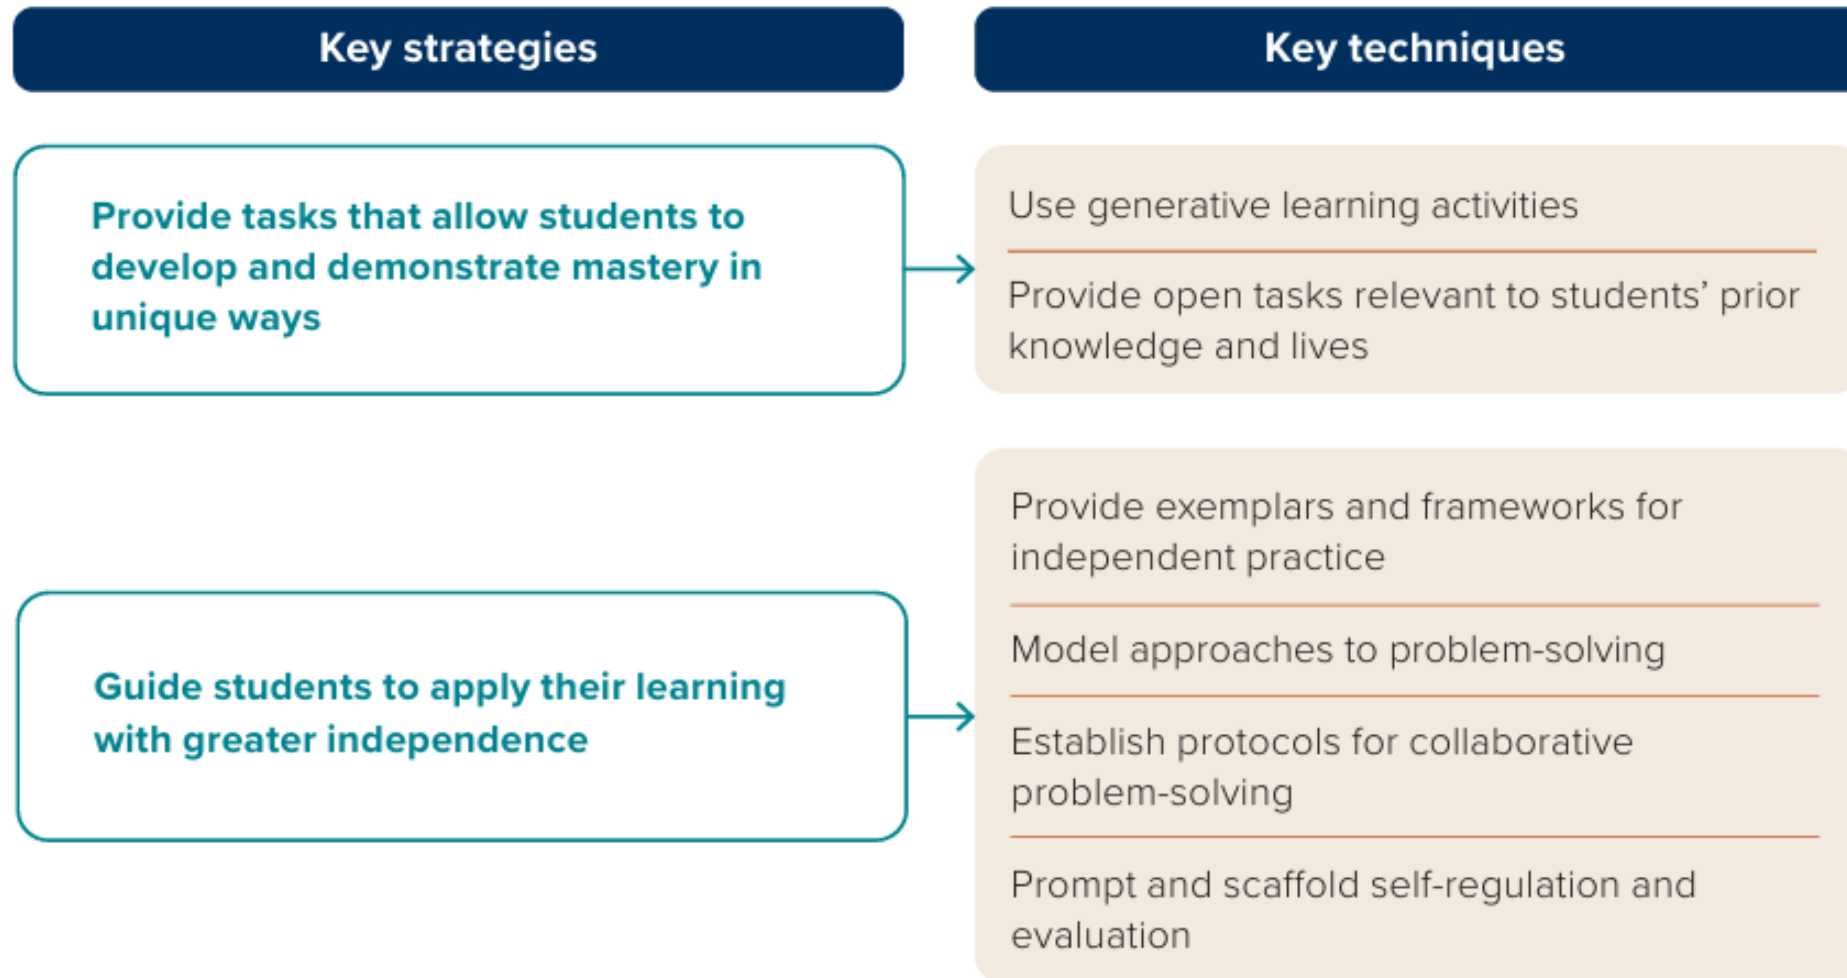 Key strategies
Key techniques
Provide tasks that allow students to
develop and demonstrate mastery in
unique ways
Use generative learning activities
Provide open tasks relevant to students’ prior
knowledge and lives
Guide students to apply their learning
with greater independence
Provide exemplars and frameworks for
independent practice
Model approaches to problem-solving
Establish protocols for collaborative
problem-solving
Prompt and scaffold self-regulation and
evaluation